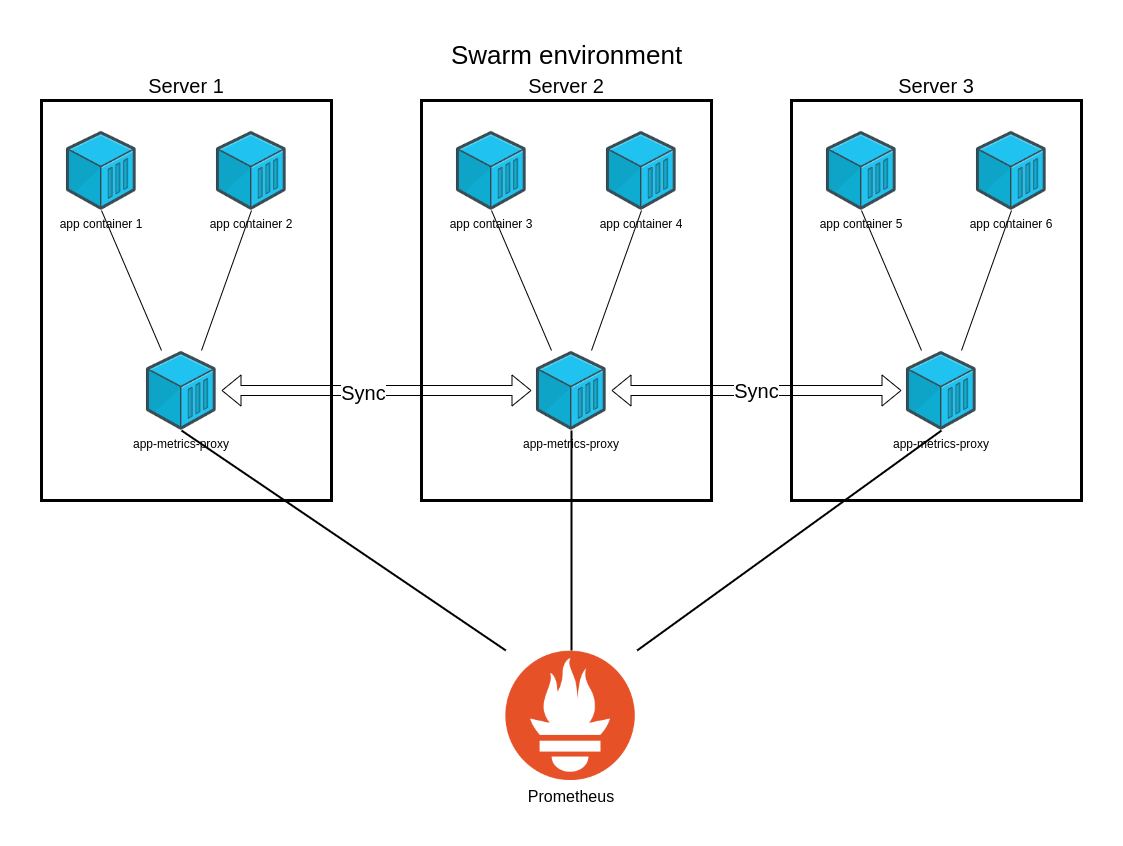 Swarm environment
Server 1
Server 2
Server 3
app container 1
app container 2
app container 3
app container 4
app container 5
app container 6
Sync
Sync
app-metrics-proxy
app-metrics-proxy
app-metrics-proxy
Prometheus